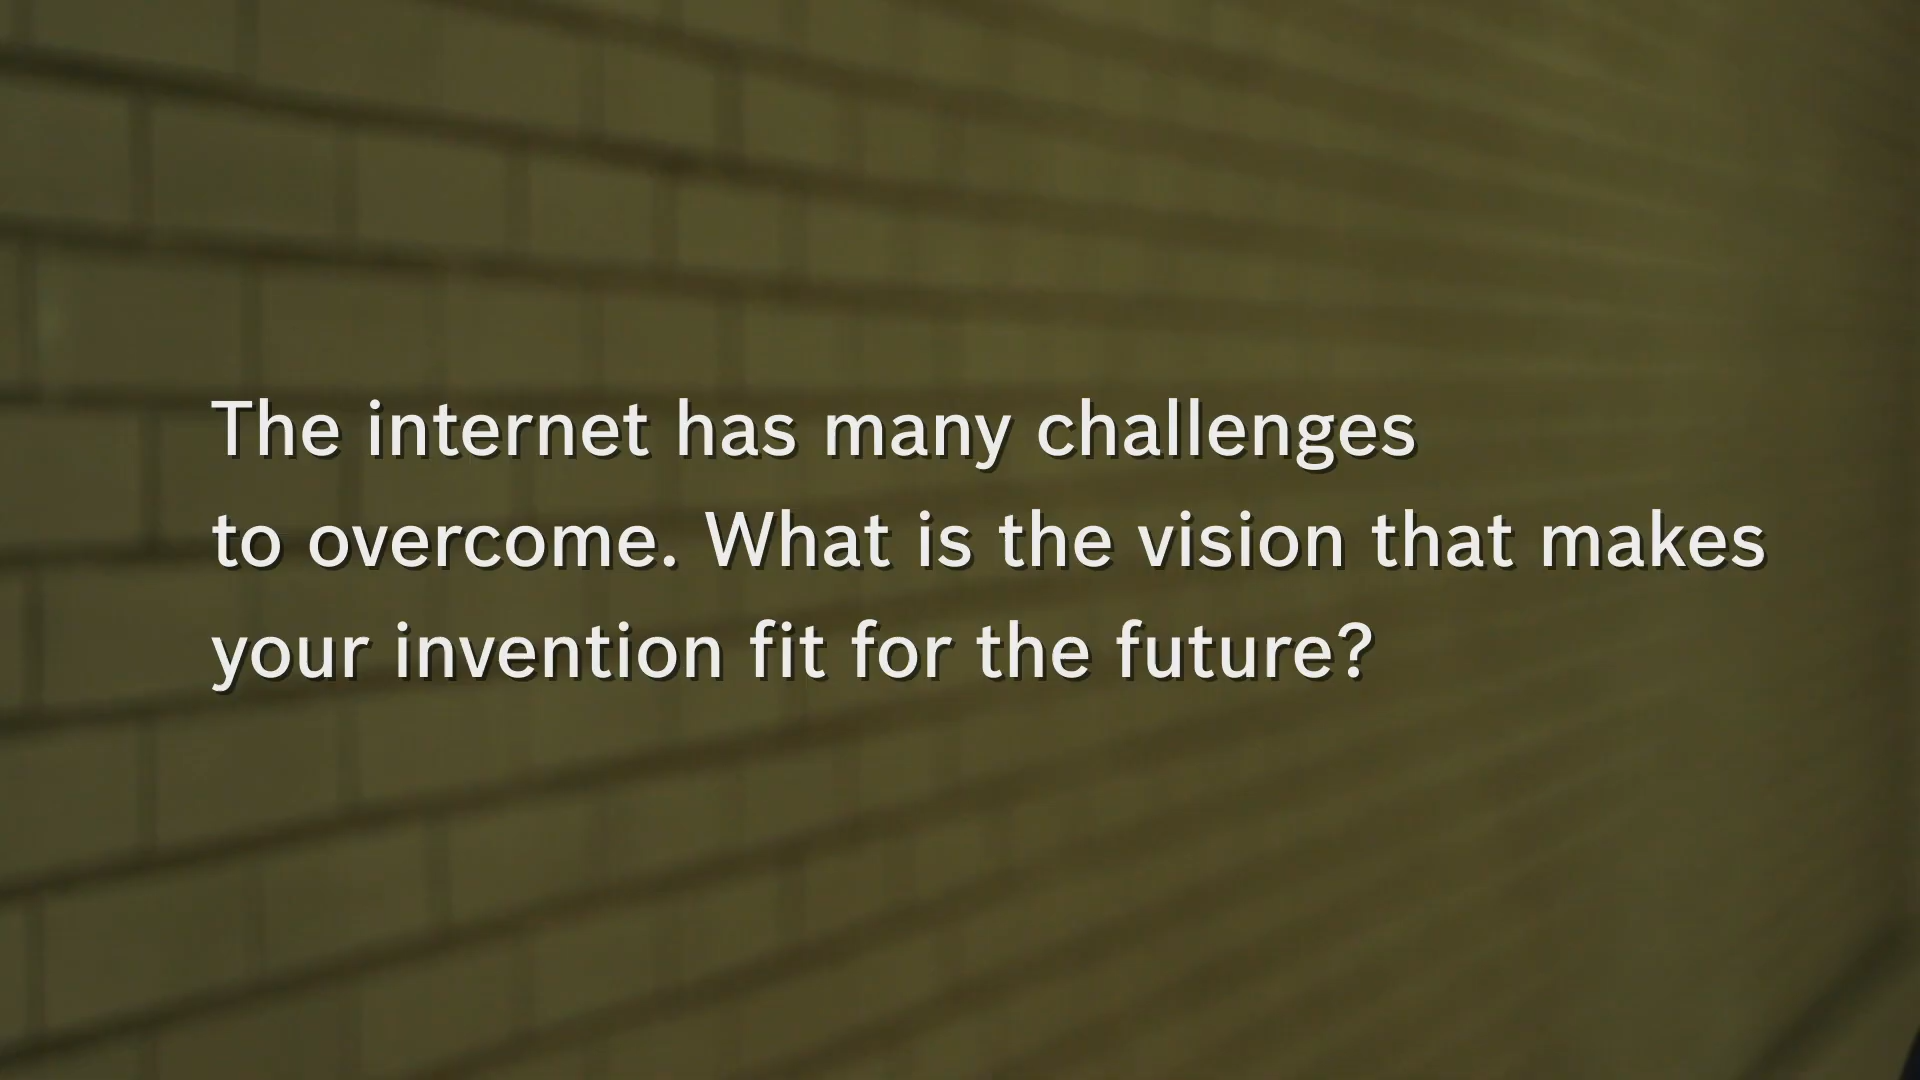 The internet has many challenges
to overcome. What is the vision that makes
your invention fit for the future?